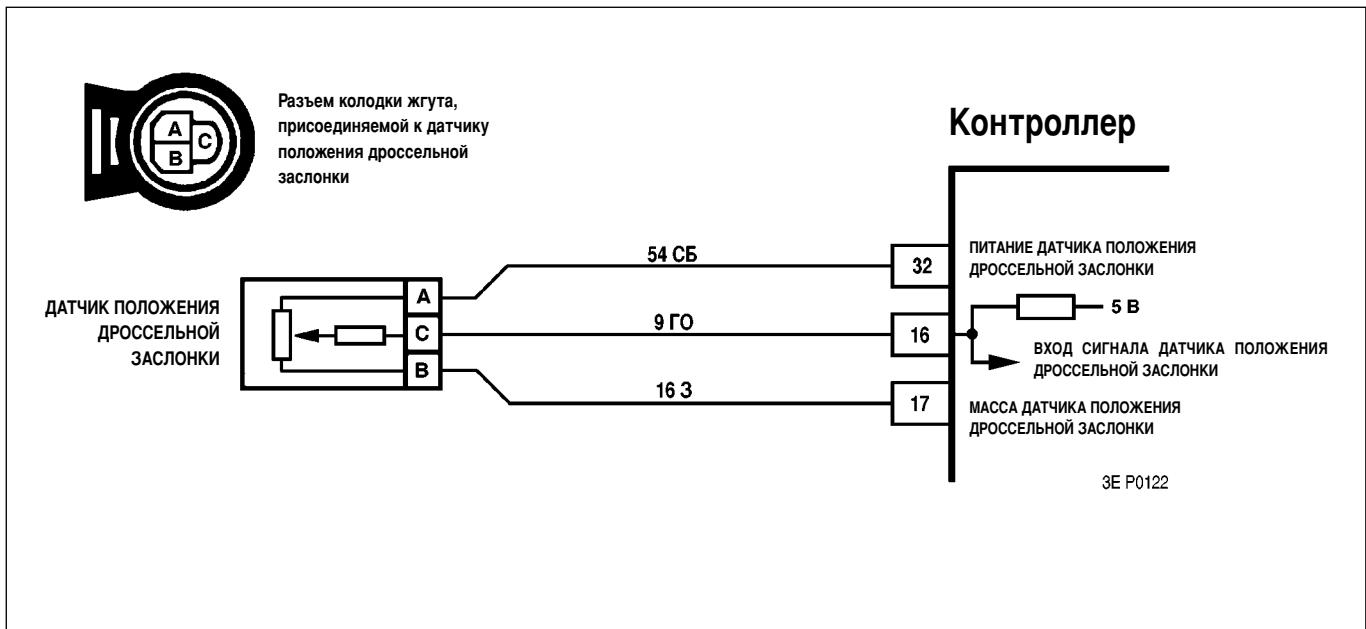 A
C
B
Разъем колодки жгута,
присоединяемой к датчику
положения дроссельной
заслонки
Контроллер
ДАТЧИК ПОЛОЖЕНИЯ
ДРОССЕЛЬНОЙ
ЗАСЛОНКИ
A
C
B
54 СБ
9 ГО
16 З
32
16
17
ПИТАНИЕ ДАТЧИКА ПОЛОЖЕНИЯ
ДРОССЕЛЬНОЙ ЗАСЛОНКИ
5 В
ВХОД СИГНАЛА ДАТЧИКА ПОЛОЖЕНИЯ
ДРОССЕЛЬНОЙ ЗАСЛОНКИ
МАССА ДАТЧИКА ПОЛОЖЕНИЯ
ДРОССЕЛЬНОЙ ЗАСЛОНКИ
3E P0122